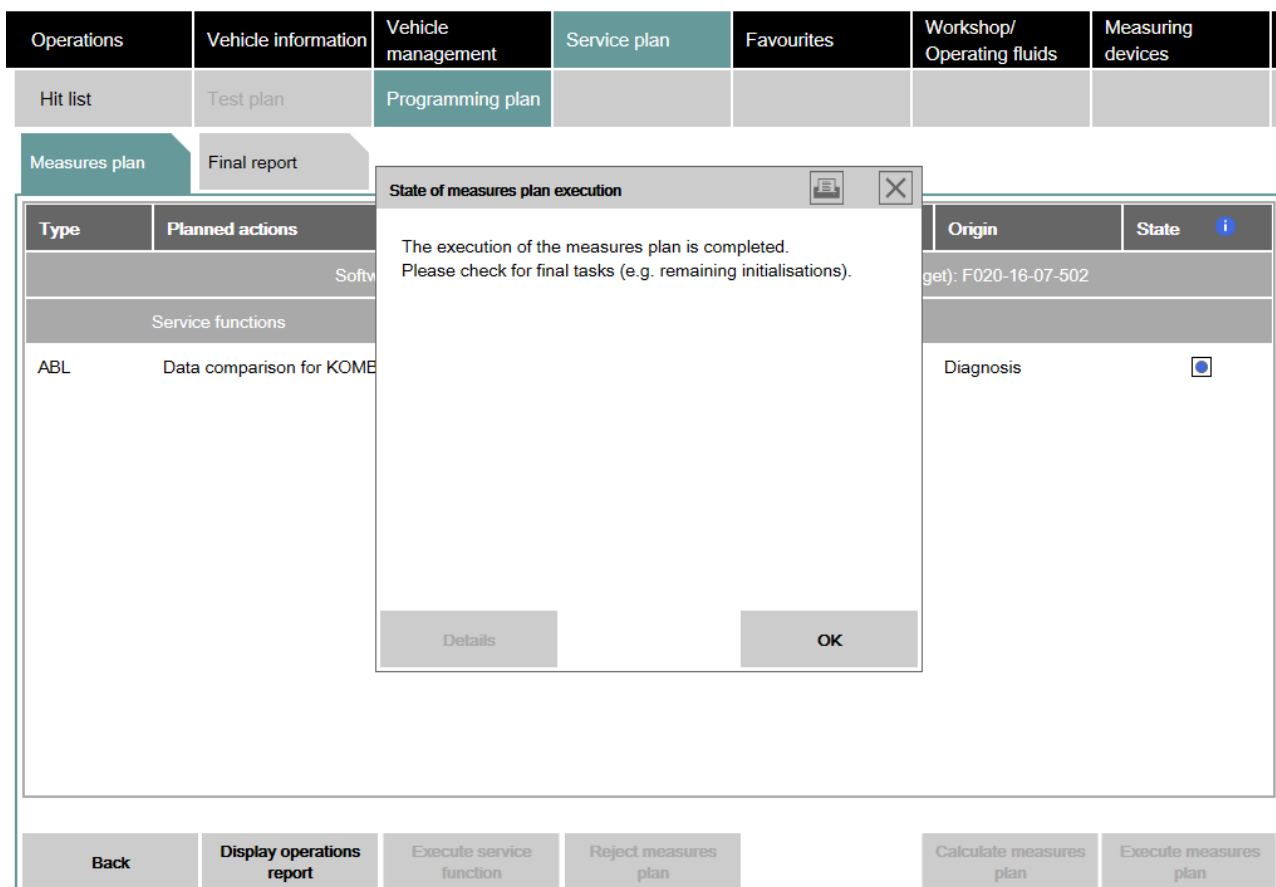 Operations
Vehicle information
Vehicle
management
Service plan
Favourites
Workshop/
Operating fluids
Measuring
devices
Hit list
Test plan
Programming plan
Measures plan
Final report
State of measures plan execution
Type
Planned actions
Origin
State
i
The execution of the measures plan is completed.
Please check for final tasks (e.g. remaining initialisations).
Softw
get): F020-16-07-502
Service functions
ABL
Data comparison for KOMB
Diagnosis
Details
OK
Back
Display operations
report
Execute service
function
Reject measures
plan
Calculate measures
plan
Execute measures
plan